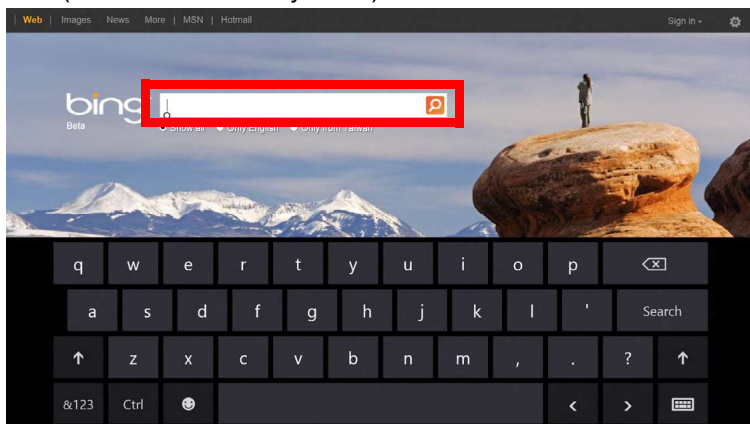 Web | Images News More | MSN | Hotmail Sign in
bing
Beta
Show all Only English Only from Taiwan
q w e r t y u i o p
a s d f g h j k l ' Search
z x c v b n m , . ?
&123 Ctrl < >